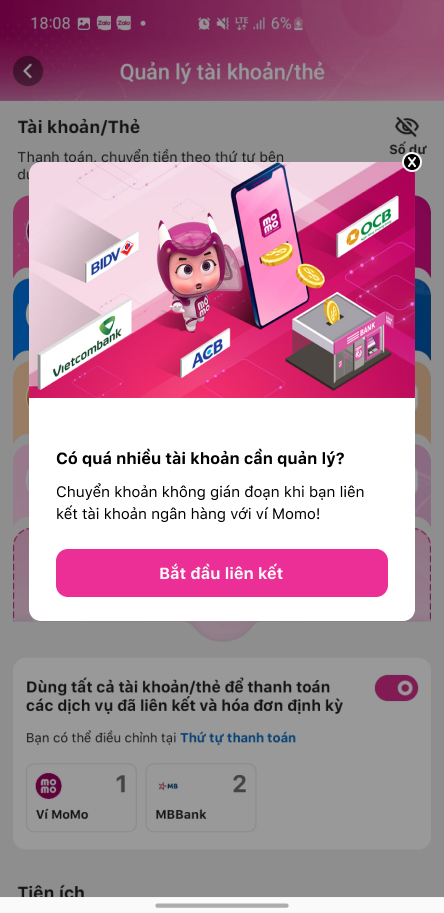 18:08 Zalo Zalo LTE 6%
Quản lý tài khoản/thẻ
Tài khoản/Thẻ
Số dư
Thanh toán, chuyển tiền theo thứ tự bên
X
mo
mo
OCB
BIDV
mo
mo
BANK
Vietcombank
ACB
Có quá nhiều tài khoản cần quản lý?
Chuyển khoản không gián đoạn khi bạn liên
kết tài khoản ngân hàng với ví Momo!
Bắt đầu liên kết
Dùng tất cả tài khoản/thẻ để thanh toán
các dịch vụ đã liên kết và hóa đơn định kỳ
Bạn có thể điều chỉnh tại Thứ tự thanh toán
mo
mo
1
MB
2
Ví MoMo
MBBank
Tiện ích